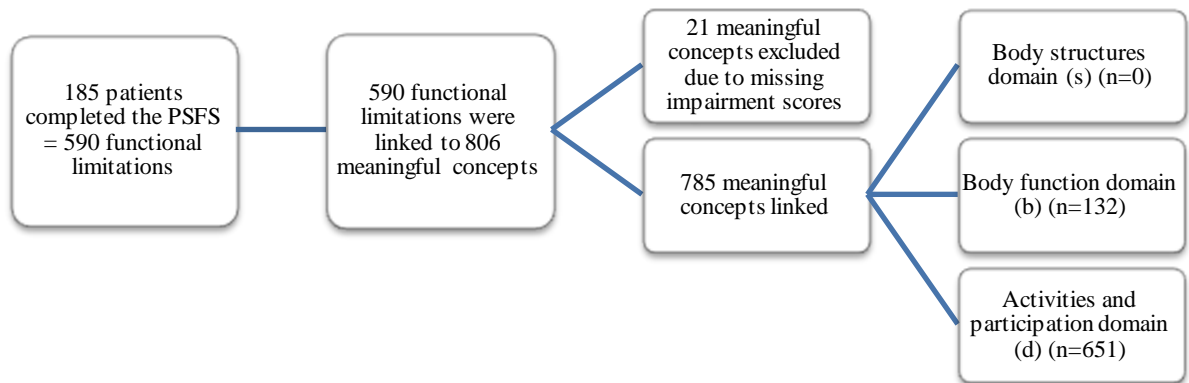 185 patients
completed the PSFS
= 590 functional
limitations
590 functional
limitations were
linked to 806
meaningful concepts
21 meaningful
concepts excluded
due to missing
impairment scores
785 meaningful
concepts linked
Body structures
domain (s) (n=0)
Body function domain
(b) (n=132)
Activities and
participation domain
(d) (n=651)